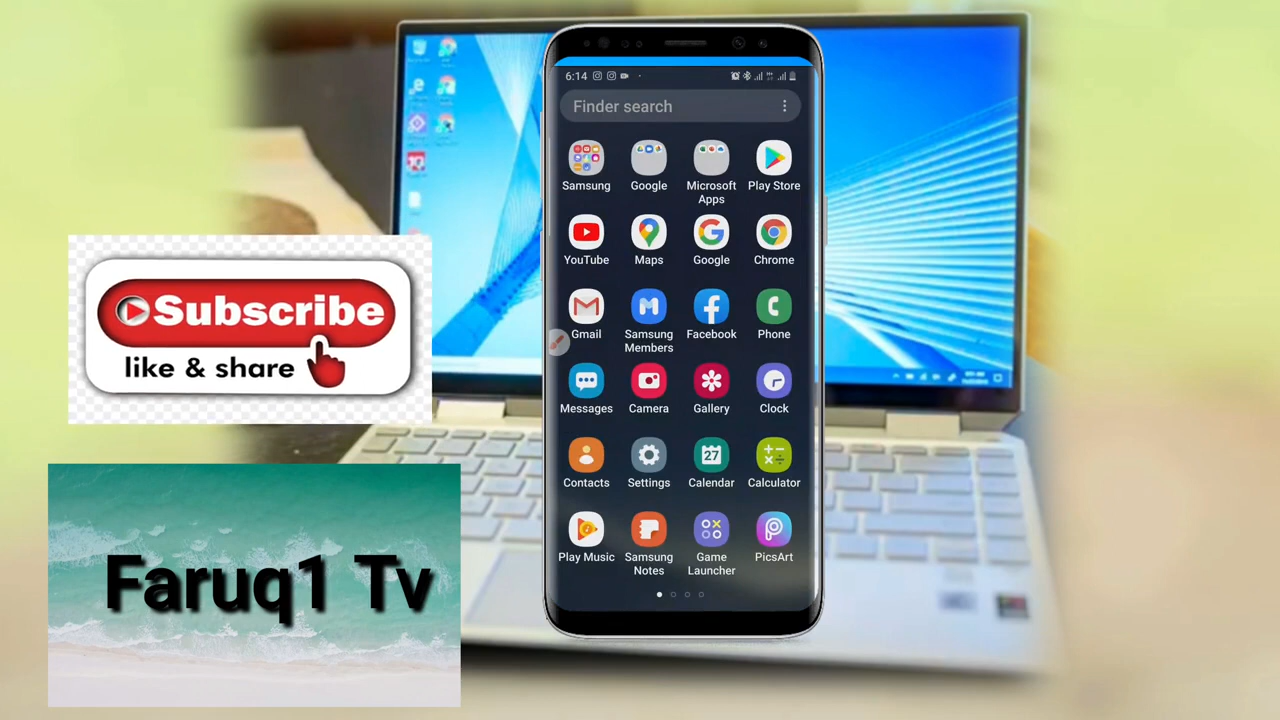 6:14
Finder search
Samsung
Google
Microsoft
Apps
Play Store
YouTube
Maps
Google
Chrome
Gmail
Samsung
Members
Facebook
Phone
Messages
Camera
Gallery
Clock
Contacts
Settings
27
Calendar
Calculator
Play Music
Samsung
Notes
Game
Launcher
PicsArt
Subscribe
like & share
Faruq1 Tv